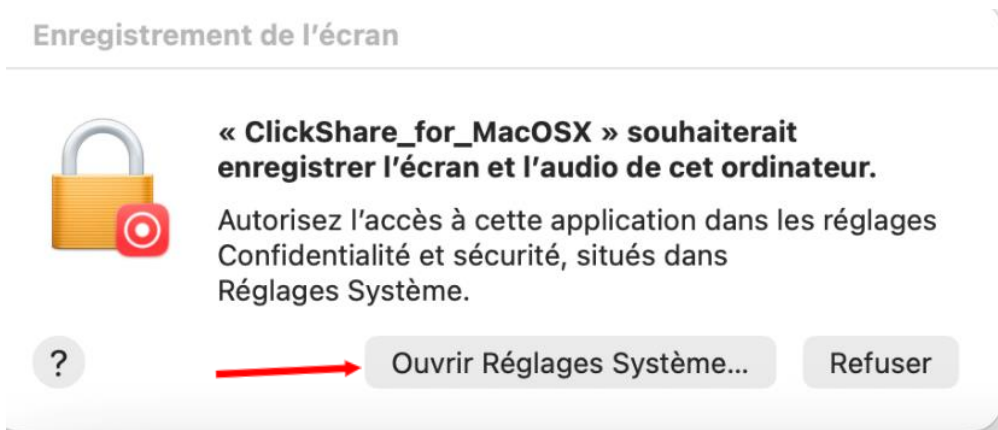 Enregistrement de l’écran
« ClickShare_for_MacOSX » souhaiterait
enregistrer l’écran et l’audio de cet ordinateur.
Autorisez l’accès à cette application dans les réglages
Confidentialité et sécurité, situés dans
Réglages Système.
? Ouvrir Réglages Système... Refuser